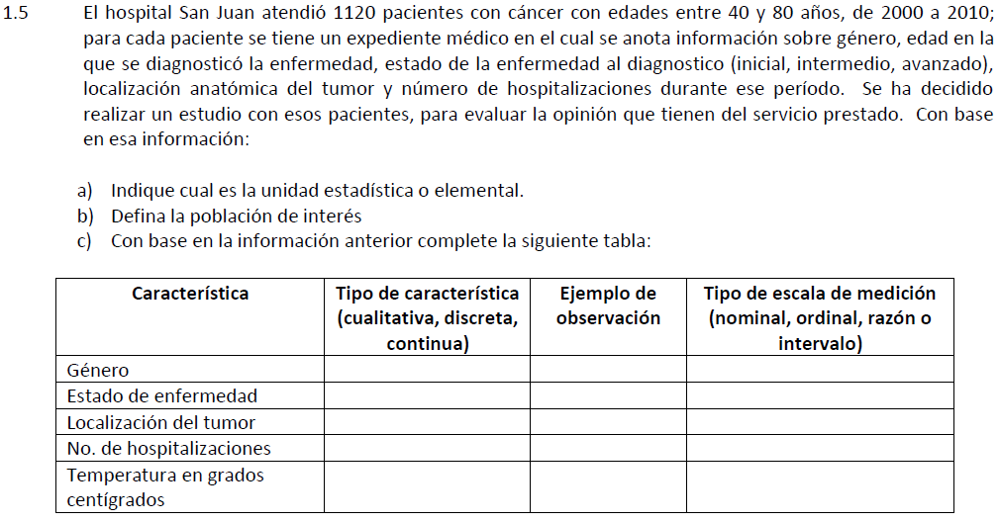 1.5 El hospital San Juan atendió 1120 pacientes con cáncer con edades entre 40 y 80 años, de 2000 a 2010;
para cada paciente se tiene un expediente médico en el cual se anota información sobre género, edad en la
que se diagnosticó la enfermedad, estado de la enfermedad al diagnostico (inicial, intermedio, avanzado),
localización anatómica del tumor y número de hospitalizaciones durante ese período. Se ha decidido
realizar un estudio con esos pacientes, para evaluar la opinión que tienen del servicio prestado. Con base
en esa información:
a) Indique cual es la unidad estadística o elemental.
b) Defina la población de interés
c) Con base en la información anterior complete la siguiente tabla:
Característica
Tipo de característica
(cualitativa, discreta,
continua)
Ejemplo de
observación
Tipo de escala de medición
(nominal, ordinal, razón o
intervalo)
Género
Estado de enfermedad
Localización del tumor
No. de hospitalizaciones
Temperatura en grados
centígrados